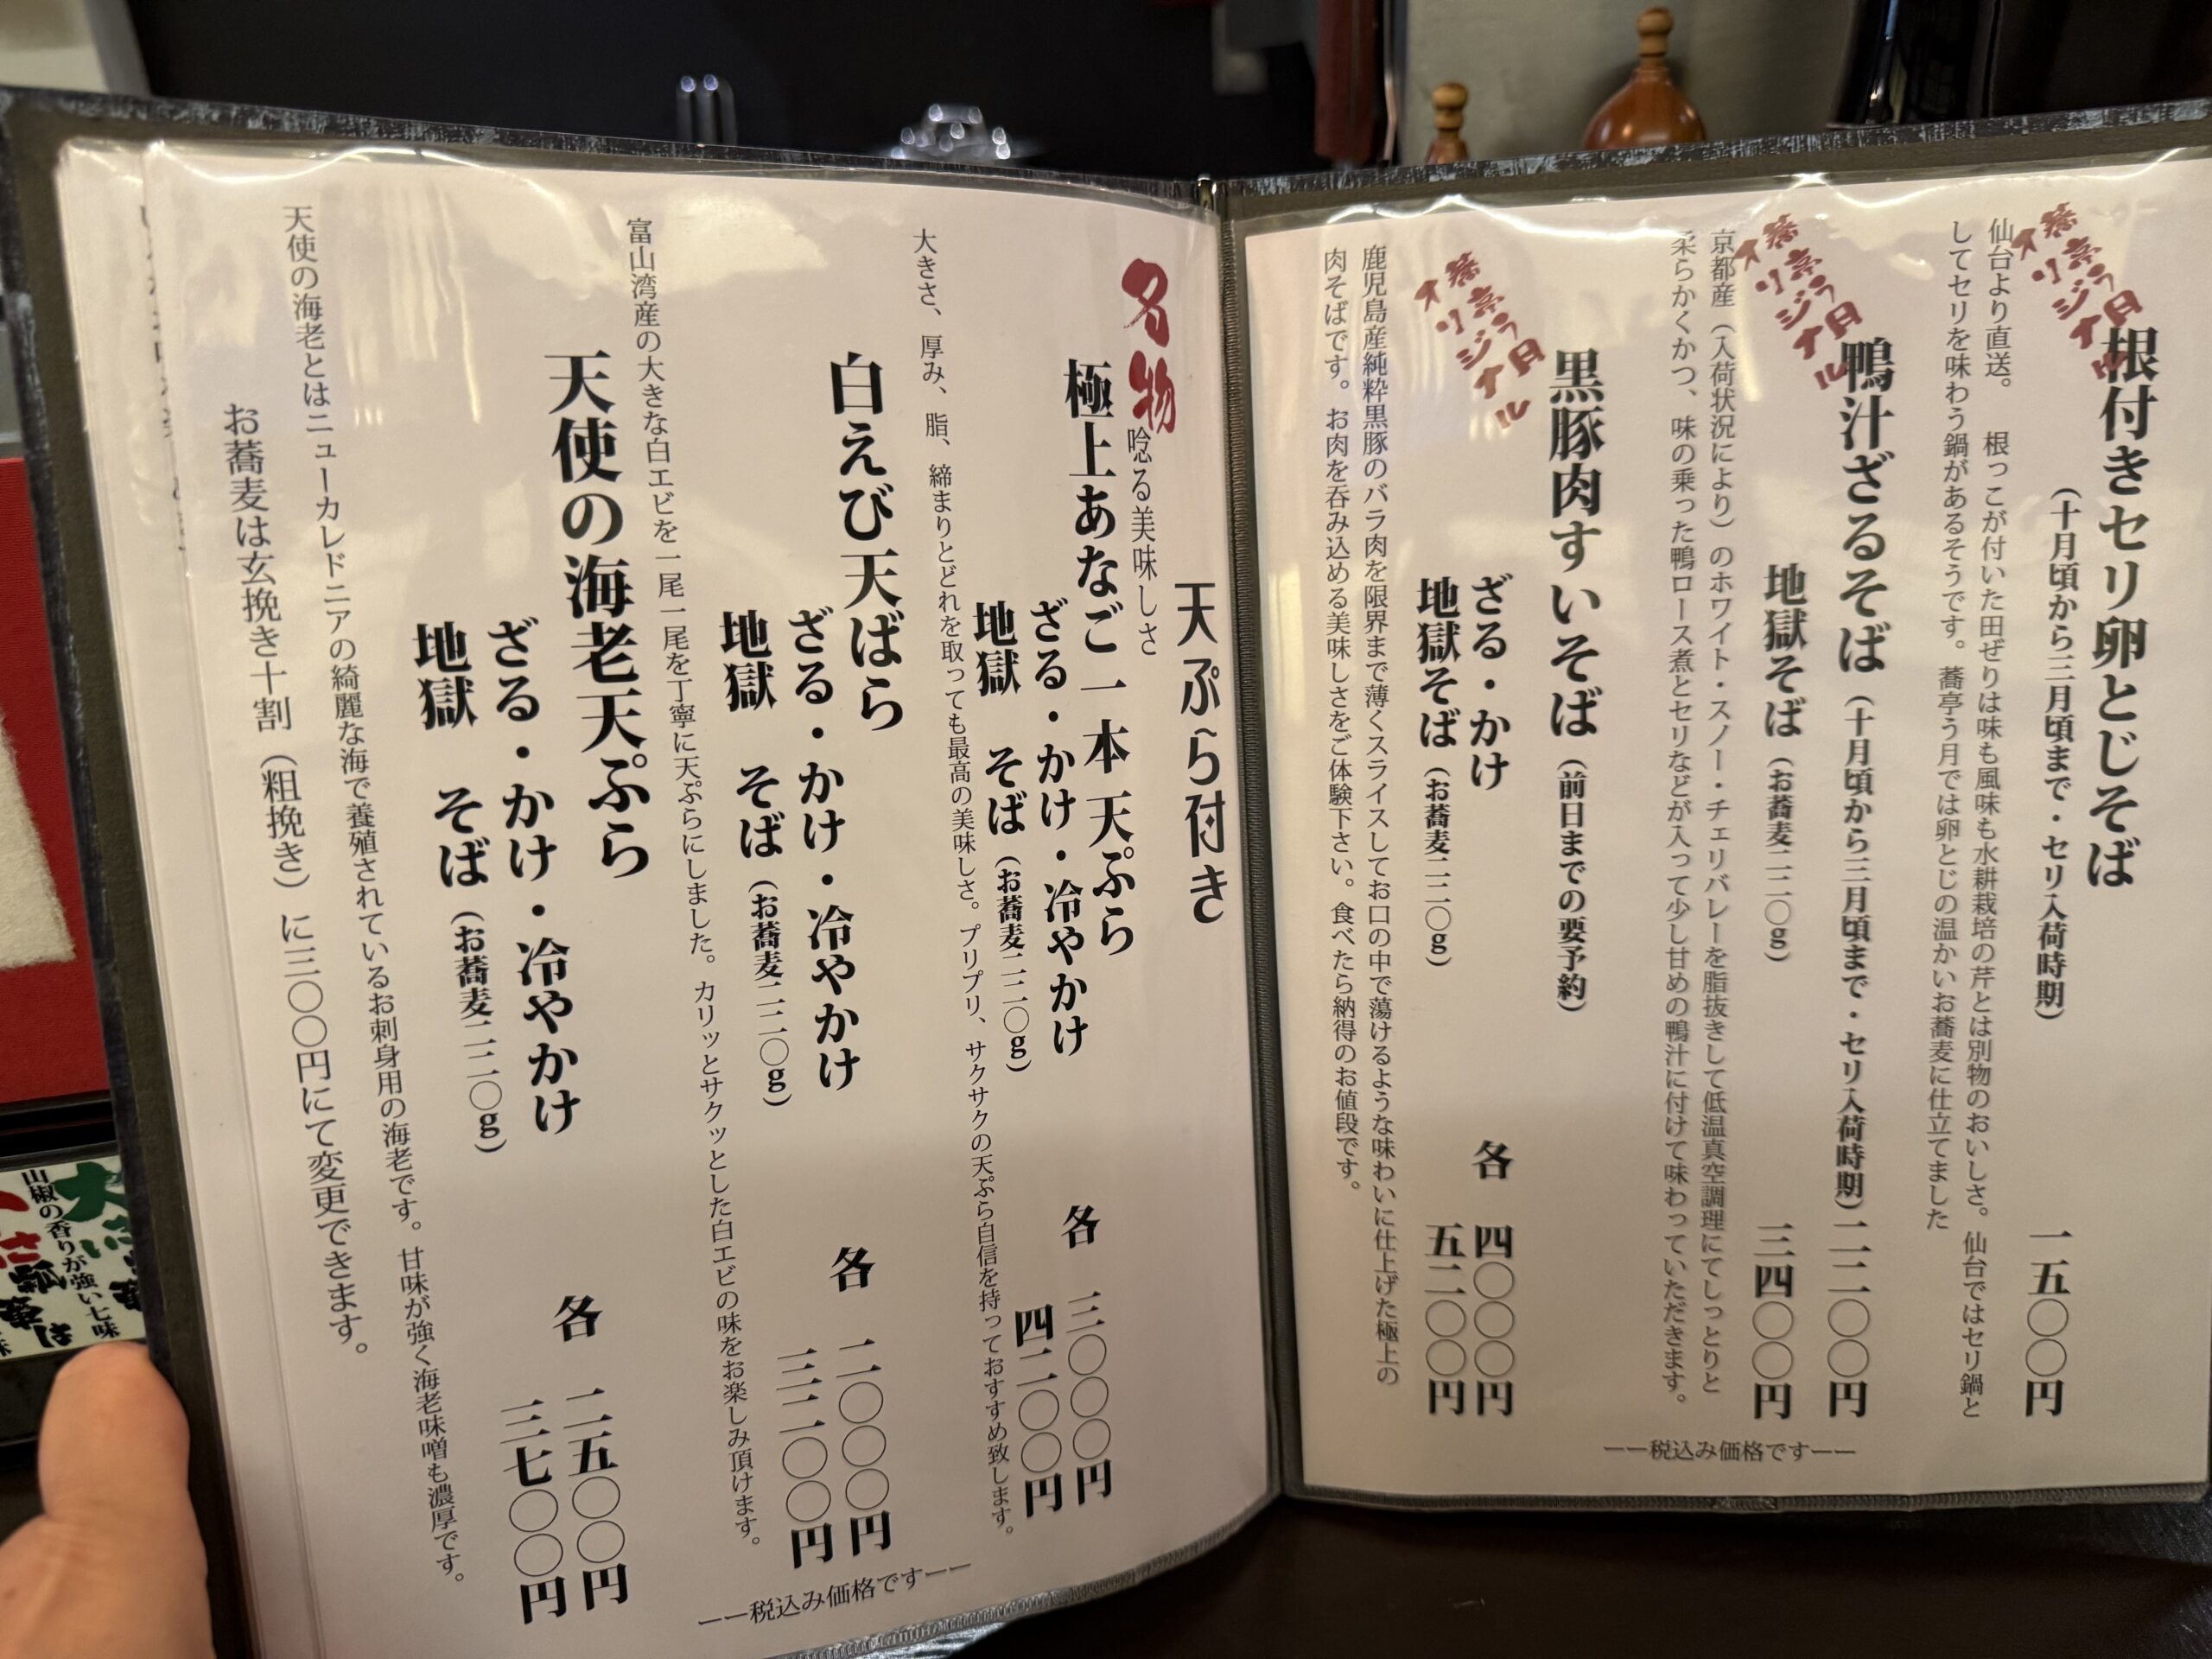 根付きセリ卵とじそば
(十月頃から三月頃まで・セリ入荷時期)
一五〇〇円
蕎亭う月
オリジナル
仙台より直送。 根っこが付いた田ぜりは味も風味も水耕栽培の芹とは別物のおいしさ。仙台ではセリ鍋と
してセリを味わう鍋があるそうです。蕎亭う月では卵とじの温かいお蕎麦に仕立てました
鴨汁ざるそば (十月頃から三月頃まで・セリ入荷時期) 二二〇〇円
地獄そば (お蕎麦二二〇g) 三四〇〇円
蕎亭う月
オリジナル
京都産(入荷状況により)のホワイト・スノー・チェリバレーを脂抜きして低温真空調理にてしっとりと
柔らかくかつ、味の乗った鴨ロース煮とセリなどが入って少し甘めの鴨汁に付けて味わっていただきます。
黒豚肉すいそば (前日までの要予約)
ざる・かけ 各 四〇〇〇円
地獄そば (お蕎麦二二〇g) 五二〇〇円
蕎亭う月
オリジナル
鹿児島産純粋黒豚のバラ肉を限界まで薄くスライスしてお口の中で蕩けるような味わいに仕上げた極上の
肉そばです。お肉を呑み込める美味しさをご体験下さい。食べたら納得のお値段です。
ーー税込み価格ですーー
天ぷら付き
名物
唸る美味しさ
極上あなご一本天ぷら
ざる・かけ・冷やかけ 各 三〇〇〇円
地獄 そば (お蕎麦二二〇g) 四二〇〇円
大きさ、厚み、脂、締まりとどれを取っても最高の美味しさ。プリプリ、サクサクの天ぷら自信を持っておすすめ致します。
白えび天ばら
ざる・かけ・冷やかけ 各 二〇〇〇円
地獄 そば (お蕎麦二二〇g) 三二〇〇円
富山湾産の大きな白エビを一尾一尾を丁寧に天ぷらにしました。カリッとサクッとした白エビの味をお楽しみ頂けます。
天使の海老天ぷら
ざる・かけ・冷やかけ 各 二五〇〇円
地獄 そば (お蕎麦二二〇g) 三七〇〇円
天使の海老とはニューカレドニアの綺麗な海で養殖されているお刺身用の海老です。甘味が強く海老味噌も濃厚です。
お蕎麦は玄挽き十割(粗挽き)に三〇〇円にて変更できます。
ーー税込み価格ですーー
山椒の香りが強い七味